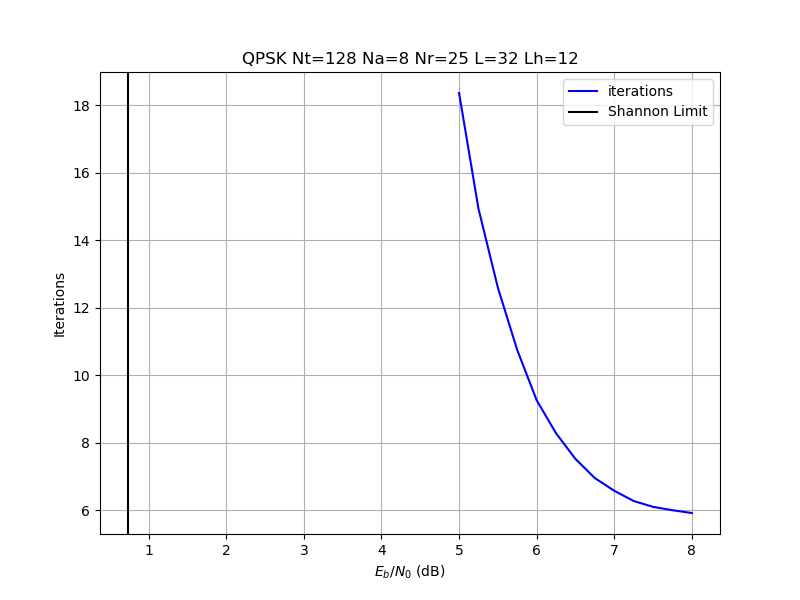 QPSK Nt=128 Na=8 Nr=25 L=32 Lh=12
iterations
Shannon Limit
Iterations
18
16
14
12
10
8
6
1 2 3 4 5 6 7 8
E_b/N_0 (dB)